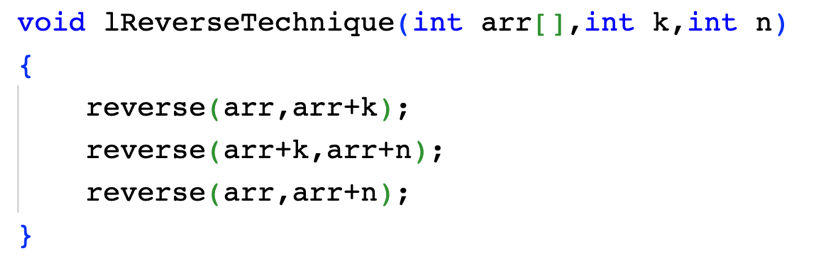 void lReverseTechnique(int arr[],int k,int n)
{
    reverse(arr,arr+k);
    reverse(arr+k,arr+n);
    reverse(arr,arr+n);
}